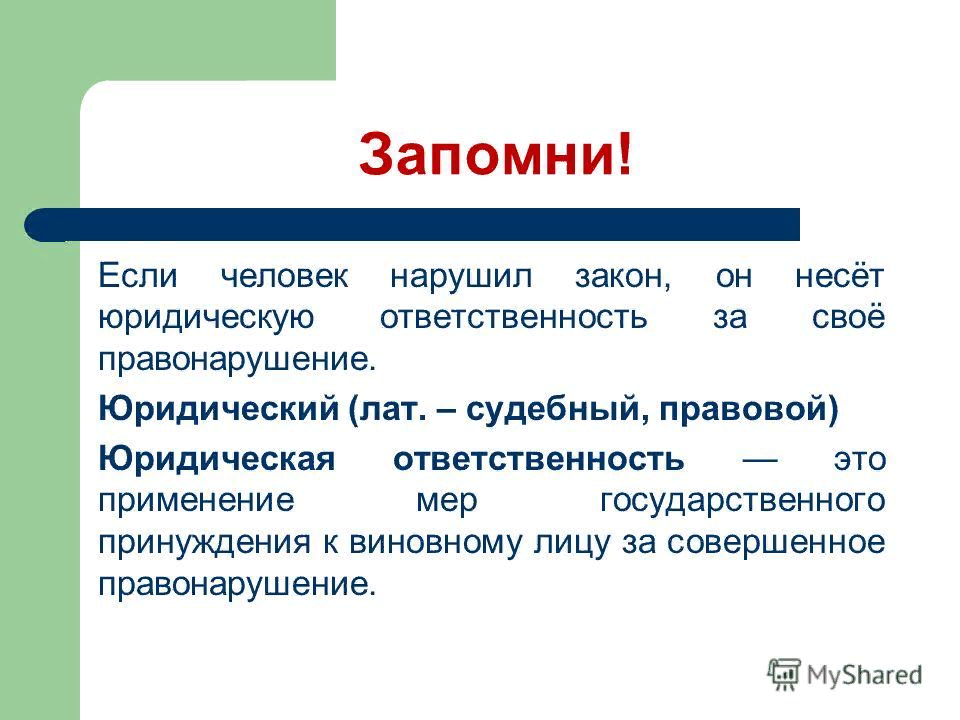 Запомни!
Если человек нарушил закон, он несёт
юридическую ответственность за своё
правонарушение.
Юридический (лат. – судебный, правовой)
Юридическая ответственность — это
применение мер государственного
принуждения к виновному лицу за совершенное
правонарушение.
MyShared